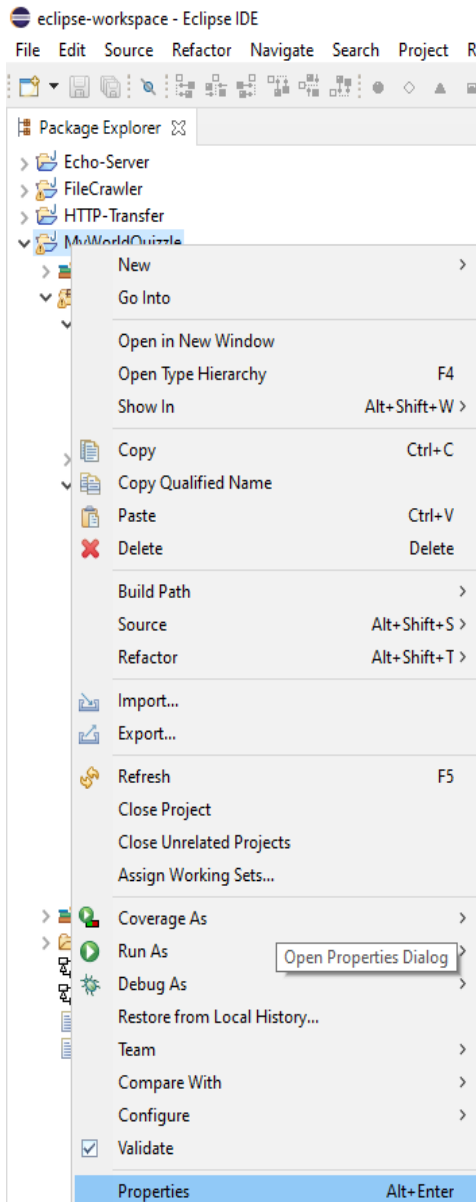 eclipse-workspace - Eclipse IDE
File Edit Source Refactor Navigate Search Project R
Package Explorer
Echo-Server
FileCrawler
HTTP-Transfer
MyWorldQuizzle
New
Go Into
Open in New Window
Open Type Hierarchy F4
Show In Alt+Shift+W >
Copy Ctrl+C
Copy Qualified Name
Paste Ctrl+V
Delete Delete
Build Path
Source Alt+Shift+S >
Refactor Alt+Shift+T >
Import...
Export...
Refresh F5
Close Project
Close Unrelated Projects
Assign Working Sets...
Coverage As
Run As Open Properties Dialog
Debug As
Restore from Local History...
Team
Compare With
Configure
Validate
Properties Alt+Enter